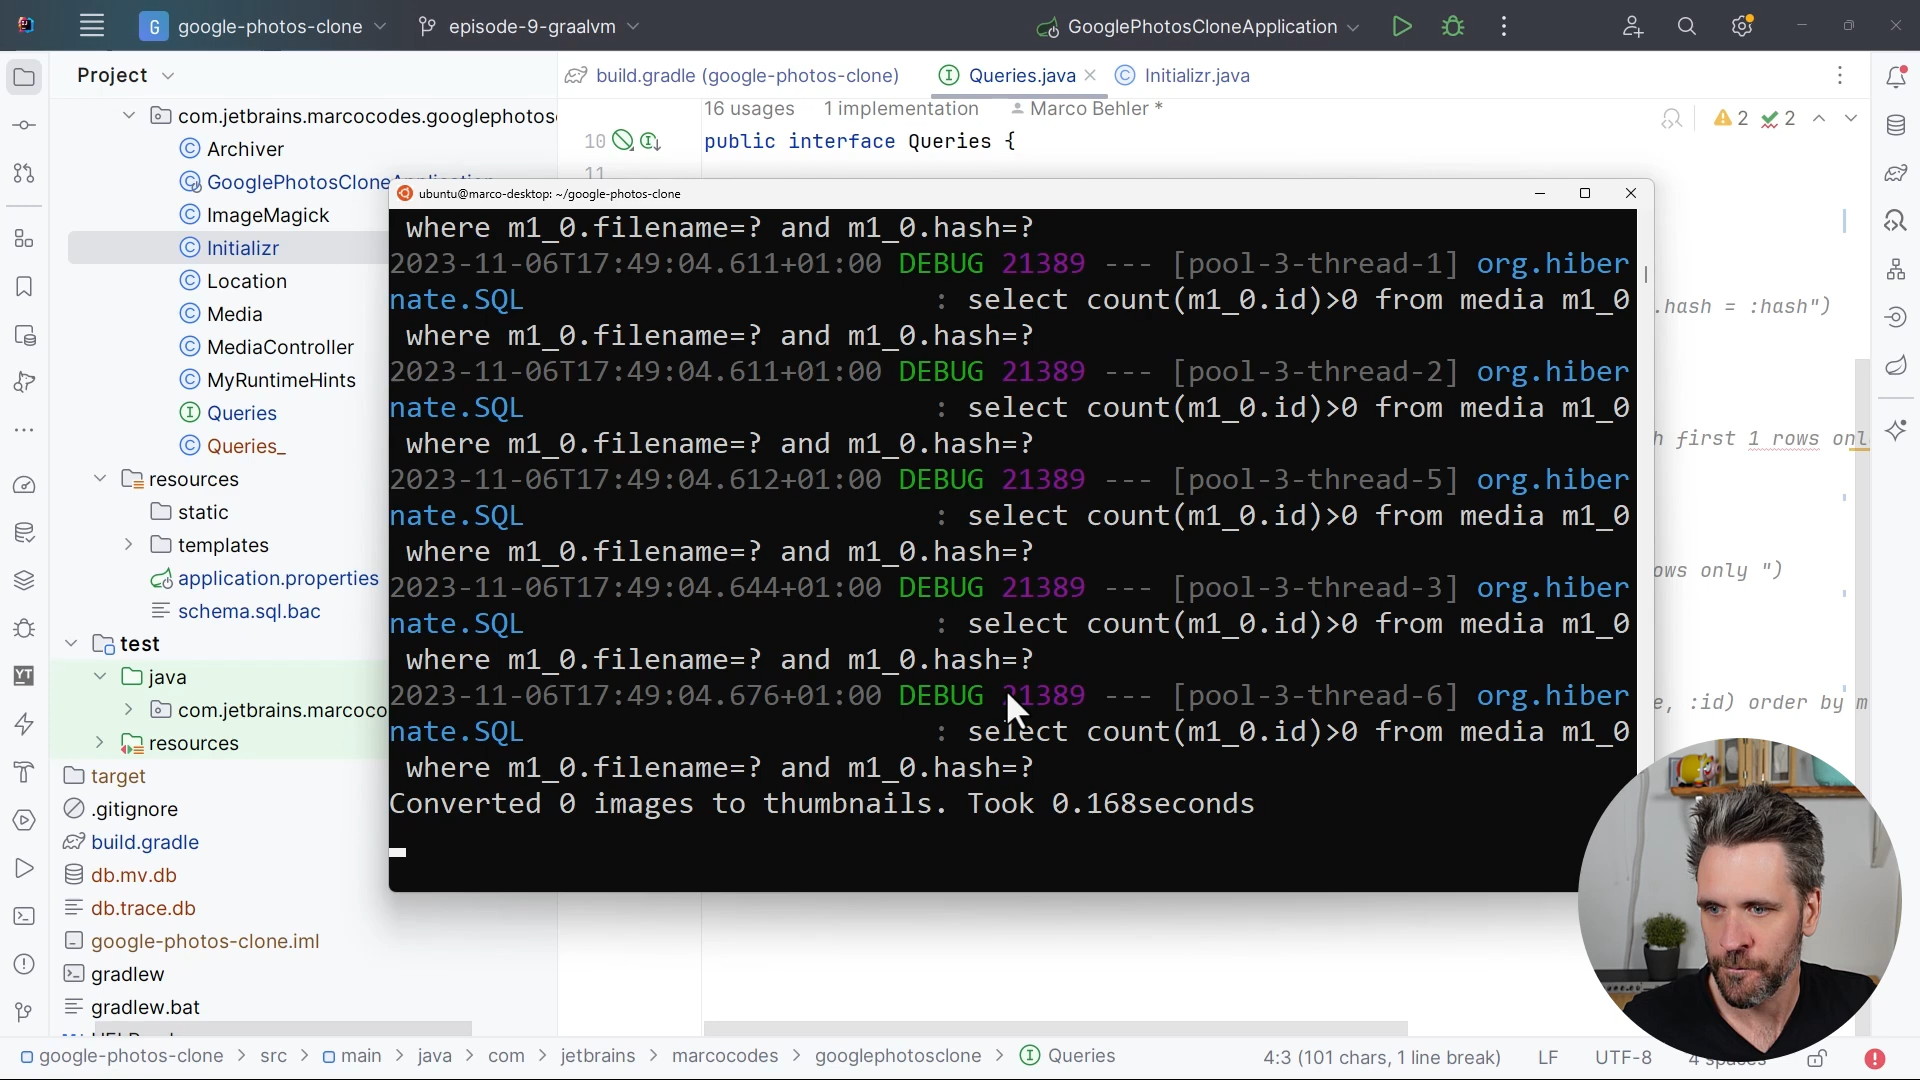 G google-photos-clone
episode-9-graalvm
GooglePhotosCloneApplication
Project
build.gradle (google-photos-clone)
Queries.java
Initializr.java
com.jetbrains.marcocodes.googlephotos
Archiver
GooglePhotosClone
ImageMagick
Initializr
Location
Media
MediaController
MyRuntimeHints
Queries
Queries_
resources
static
templates
application.properties
schema.sql.bac
test
java
com.jetbrains.marcoco
resources
target
.gitignore
build.gradle
db.mv.db
db.trace.db
google-photos-clone.iml
gradlew
gradlew.bat
16 usages 1 implementation Marco Behler *
10 public interface Queries {
11
2 2
.hash = :hash")
h first 1 rows onl
ows only ")
e, :id) order by m
ubuntu@marco-desktop: ~/google-photos-clone
where m1_0.filename=? and m1_0.hash=?
2023-11-06T17:49:04.611+01:00 DEBUG 21389 --- [pool-3-thread-1] org.hiber
nate.SQL : select count(m1_0.id)>0 from media m1_0
where m1_0.filename=? and m1_0.hash=?
2023-11-06T17:49:04.611+01:00 DEBUG 21389 --- [pool-3-thread-2] org.hiber
nate.SQL : select count(m1_0.id)>0 from media m1_0
where m1_0.filename=? and m1_0.hash=?
2023-11-06T17:49:04.612+01:00 DEBUG 21389 --- [pool-3-thread-5] org.hiber
nate.SQL : select count(m1_0.id)>0 from media m1_0
where m1_0.filename=? and m1_0.hash=?
2023-11-06T17:49:04.644+01:00 DEBUG 21389 --- [pool-3-thread-3] org.hiber
nate.SQL : select count(m1_0.id)>0 from media m1_0
where m1_0.filename=? and m1_0.hash=?
2023-11-06T17:49:04.676+01:00 DEBUG 21389 --- [pool-3-thread-6] org.hiber
nate.SQL : select count(m1_0.id)>0 from media m1_0
where m1_0.filename=? and m1_0.hash=?
Converted 0 images to thumbnails. Took 0.168seconds
google-photos-clone > src > main > java > com > jetbrains > marcocodes > googlephotosclone > Queries
4:3 (101 chars, 1 line break) LF UTF-8 4 spaces